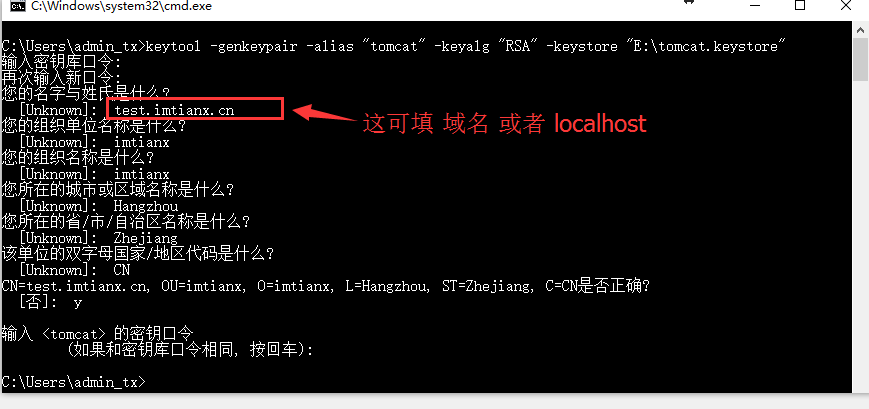 C:\Windows\system32\cmd.exe
C:\Users\admin_tx>keytool -genkeypair -alias "tomcat" -keyalg "RSA" -keystore "E:\tomcat.keystore"
输入密钥库口令:
再次输入新口令:
您的名字与姓氏是什么?
[Unknown]:  test.imtianx.cn
这可填 域名 或者 localhost
您的组织单位名称是什么?
[Unknown]:  imtianx
您的组织名称是什么?
[Unknown]:  imtianx
您所在的城市或区域名称是什么?
[Unknown]:  Hangzhou
您所在的省/市/自治区名称是什么?
[Unknown]:  Zhejiang
该单位的双字母国家/地区代码是什么?
[Unknown]:  CN
CN=test.imtianx.cn, OU=imtianx, O=imtianx, L=Hangzhou, ST=Zhejiang, C=CN是否正确?
[否]:  y
输入 <tomcat> 的密钥口令
(如果和密钥库口令相同, 按回车):
C:\Users\admin_tx>